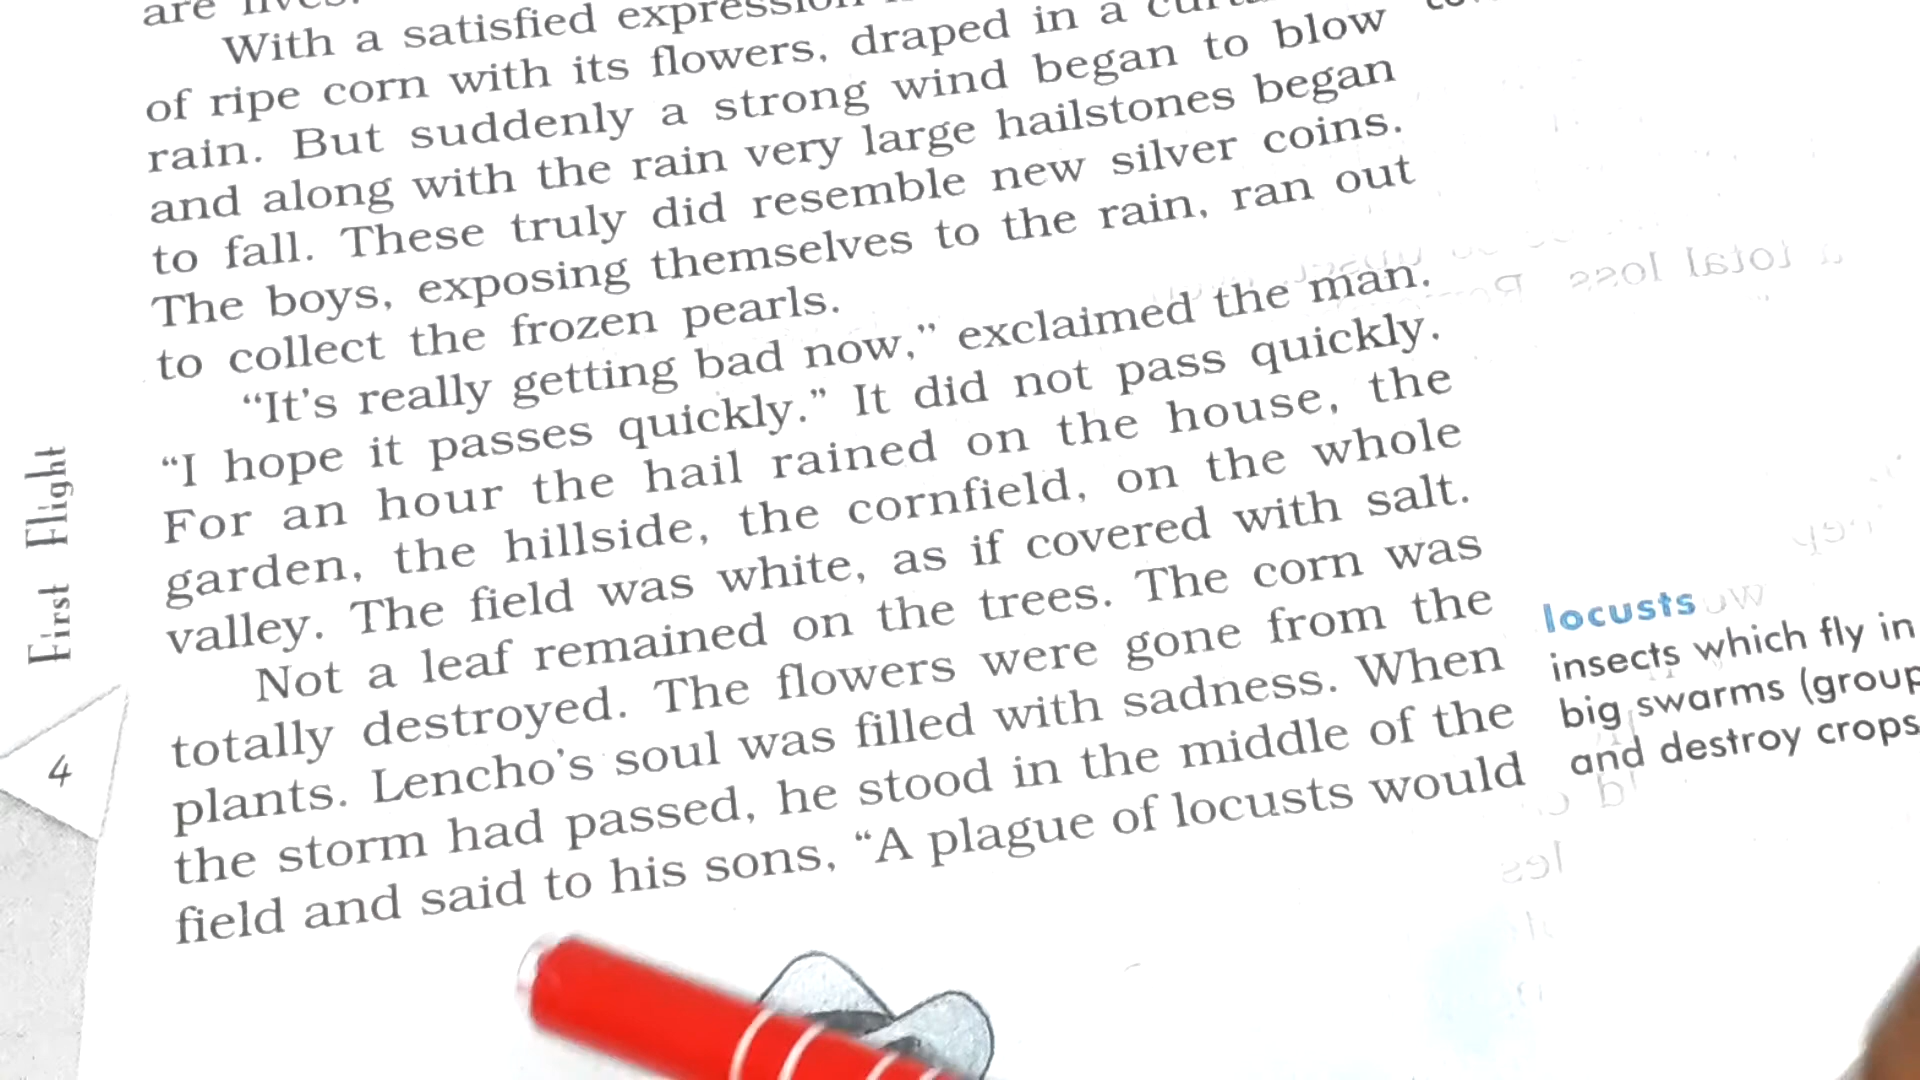 are
With a satisfied expression
of ripe corn with its flowers, draped in a
rain. But suddenly a strong wind began to blow
and along with the rain very large hailstones began
to fall. These truly did resemble new silver coins.
The boys, exposing themselves to the rain, ran out
to collect the frozen pearls.
“It’s really getting bad now,” exclaimed the man.
“I hope it passes quickly.” It did not pass quickly.
For an hour the hail rained on the house, the
garden, the hillside, the cornfield, on the whole
valley. The field was white, as if covered with salt.
Not a leaf remained on the trees. The corn was
totally destroyed. The flowers were gone from the
plants. Lencho’s soul was filled with sadness. When
the storm had passed, he stood in the middle of the
field and said to his sons, “A plague of locusts would
locusts
insects which fly in
big swarms (group
and destroy crops
First Flight
4